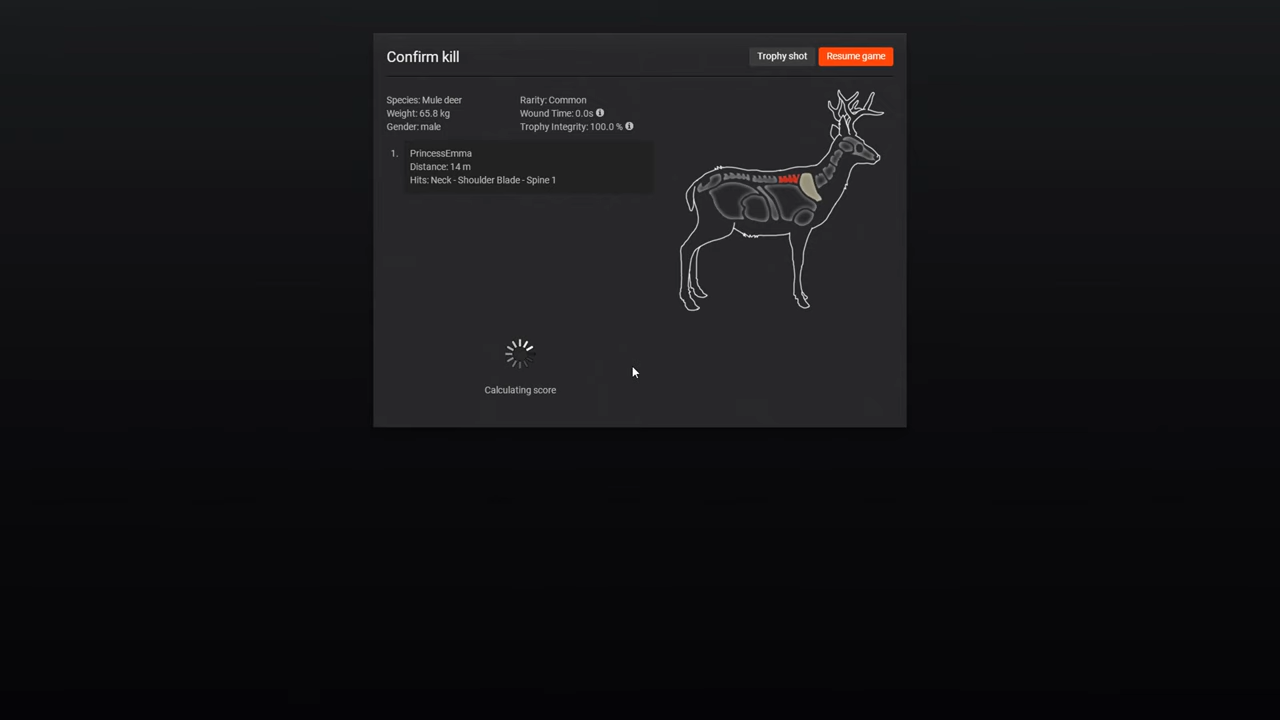 Confirm kill
Trophy shot
Resume game
Species: Mule deer
Weight: 65.8 kg
Gender: male
Rarity: Common
Wound Time: 0.0s
Trophy Integrity: 100.0 %
1. PrincessEmma
Distance: 14 m
Hits: Neck - Shoulder Blade - Spine 1
Calculating score